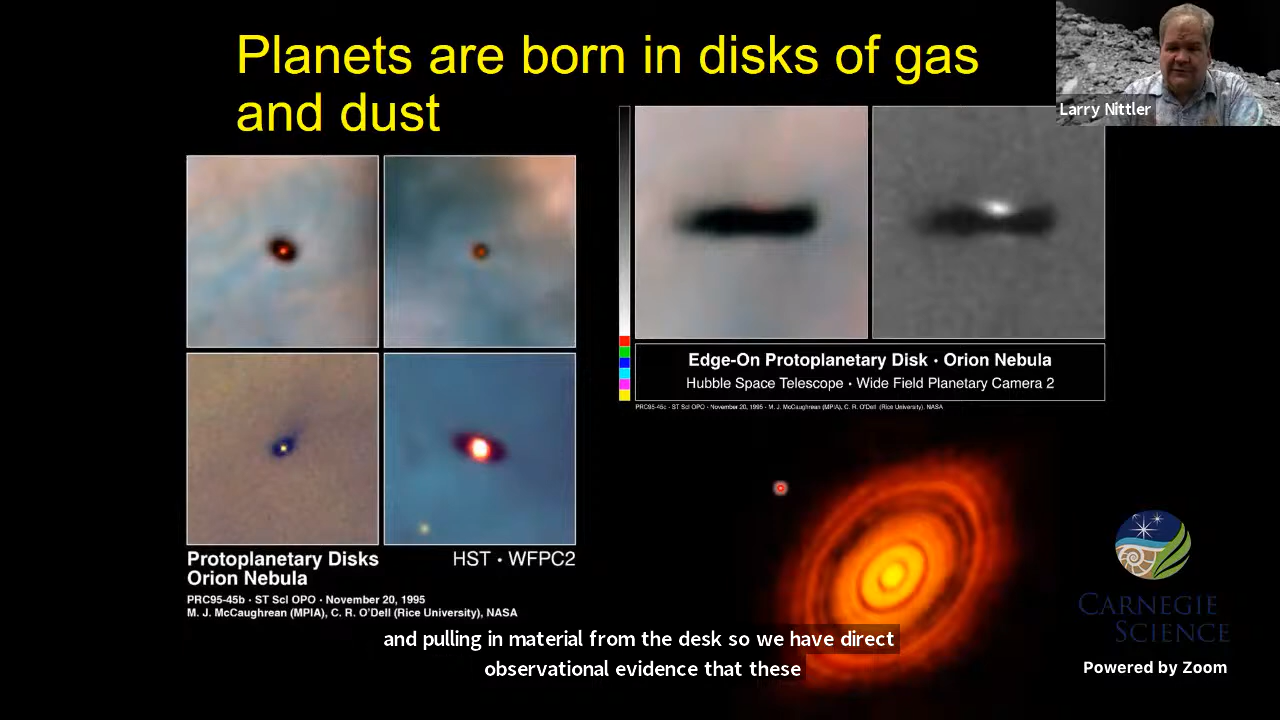 Planets are born in disks of gas
and dust
Larry Nittler
Edge-On Protoplanetary Disk · Orion Nebula
Hubble Space Telescope · Wide Field Planetary Camera 2
PRC95-45c · ST ScI OPO · November 20, 1995 · M. J. McCaughrean (MPIA), C. R. O'Dell (Rice University), NASA
Protoplanetary Disks
Orion Nebula
HST · WFPC2
PRC95-45b · ST ScI OPO · November 20, 1995
M. J. McCaughrean (MPIA), C. R. O'Dell (Rice University), NASA
CARNEGIE
SCIENCE
Powered by Zoom
and pulling in material from the desk so we have direct
observational evidence that these